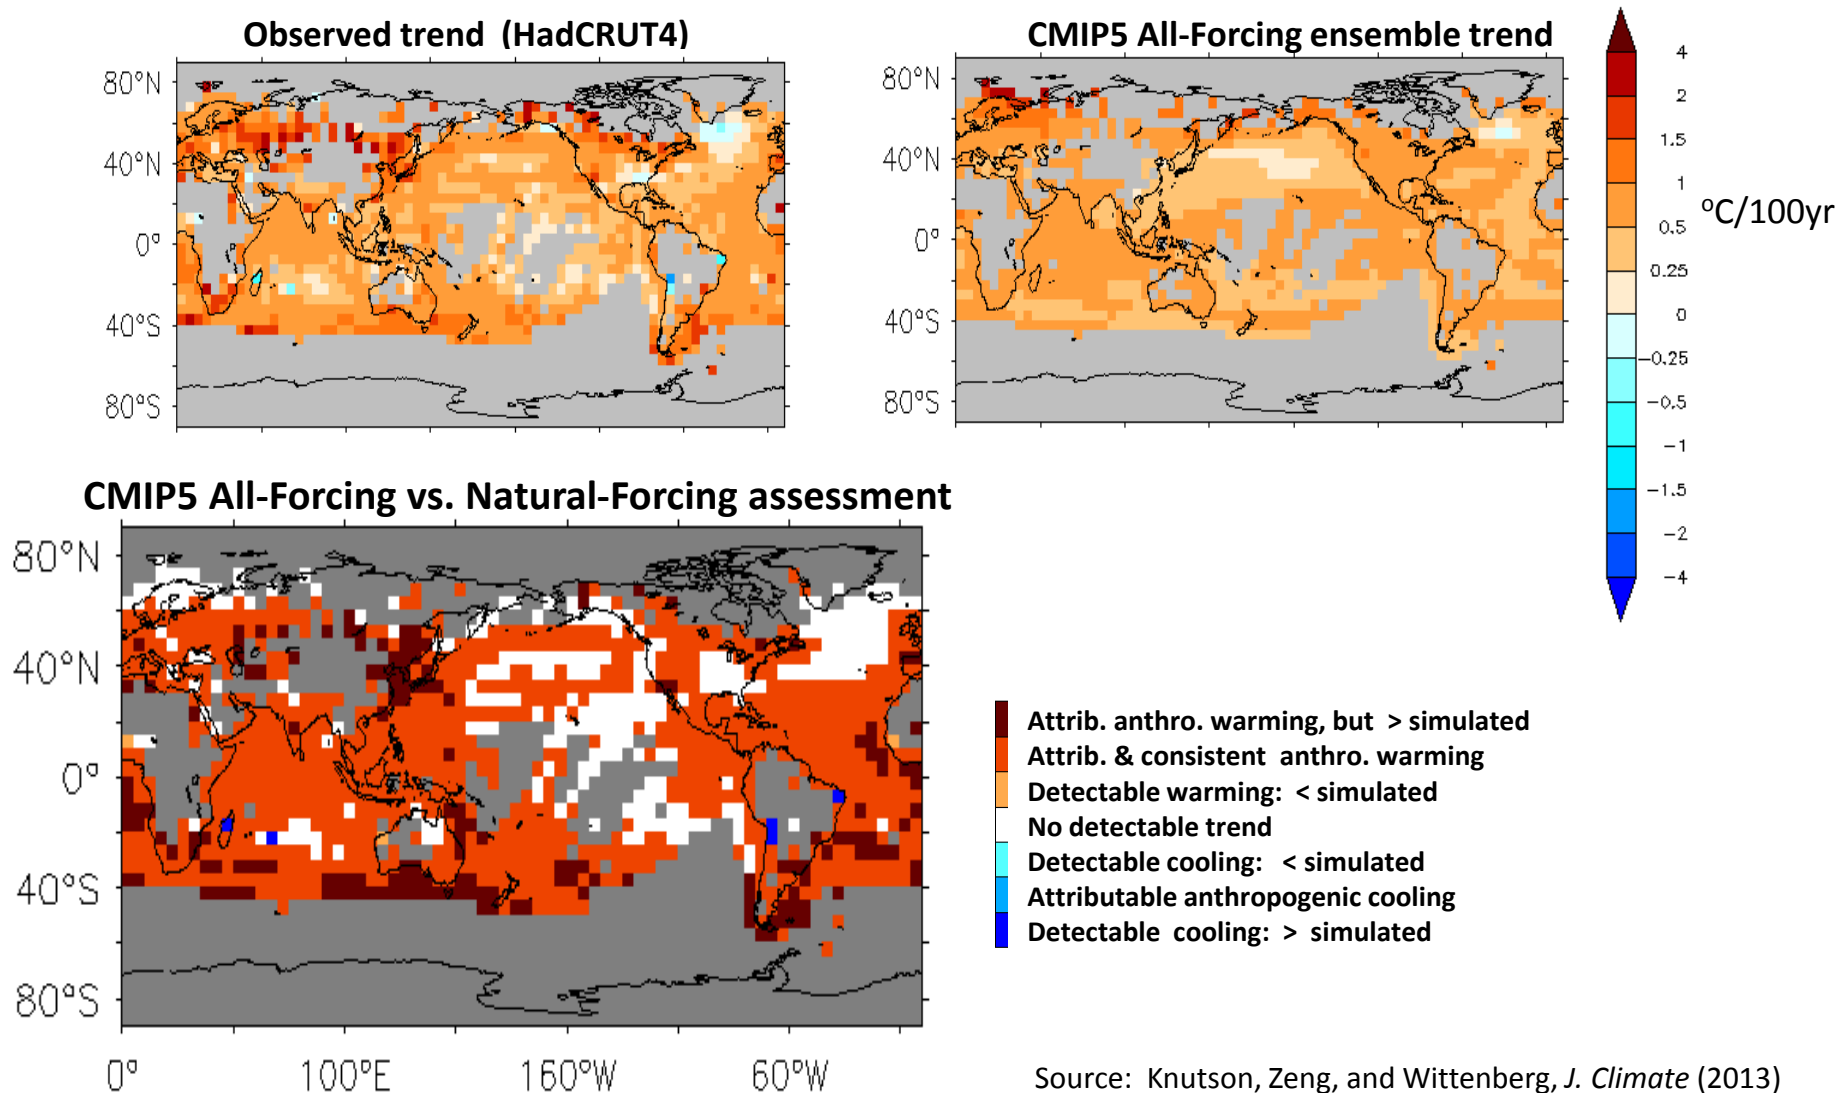 Observed trend (HadCRUT4)
80°N
40°N
0°
40°S
80°S
CMIP5 All-Forcing ensemble trend
80°N
40°N
0°
40°S
80°S
4
2
1.5
1
0.5
0.25
0
−0.25
−0.5
−1
−1.5
−2
−4
°C/100yr
CMIP5 All-Forcing vs. Natural-Forcing assessment
80°N
40°N
0°
40°S
80°S
0° 100°E 160°W 60°W
Attrib. anthro. warming, but > simulated
Attrib. & consistent anthro. warming
Detectable warming: < simulated
No detectable trend
Detectable cooling: < simulated
Attributable anthropogenic cooling
Detectable cooling: > simulated
Source: Knutson, Zeng, and Wittenberg, J. Climate (2013)